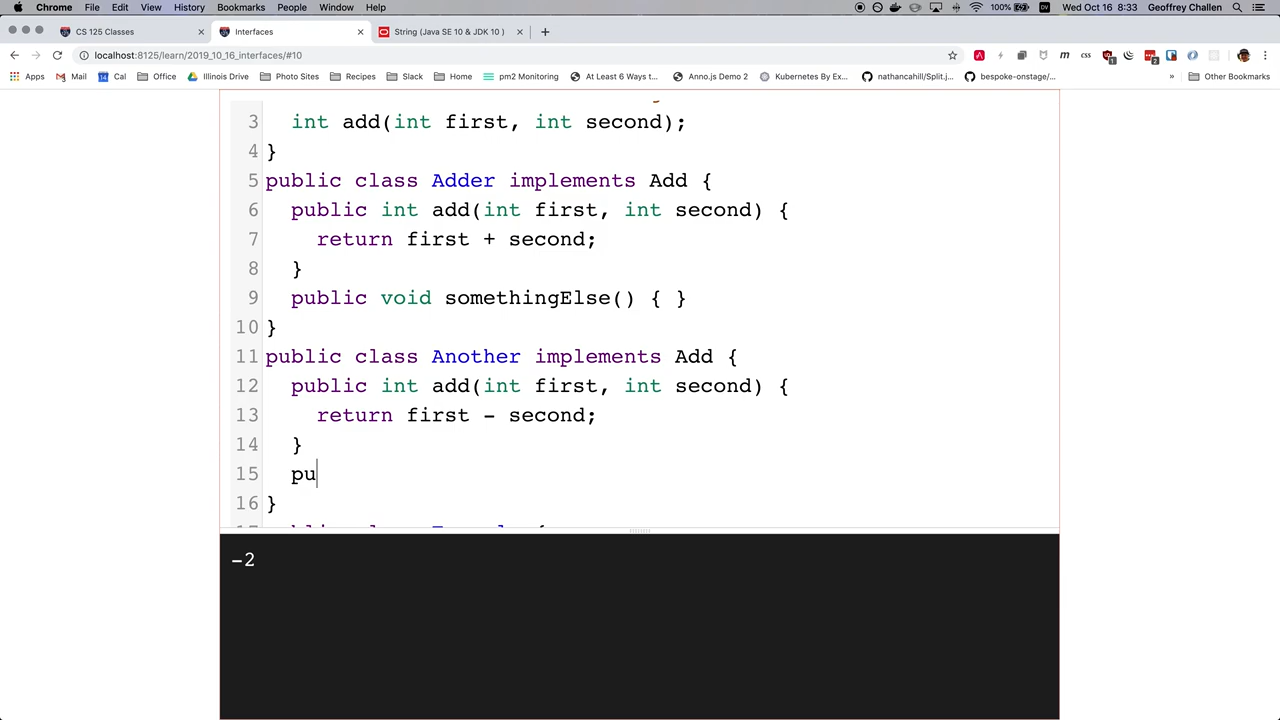 Chrome File Edit View History Bookmarks People Window Help 100% Wed Oct 16 8:33 Geoffrey Challen
CS 125 Classes Interfaces String (Java SE 10 & JDK 10 )
localhost:8125/learn/2019_10_16_interfaces/#10
Apps Mail Cal Office Illinois Drive Photo Sites Recipes Slack Home pm2 Monitoring At Least 6 Ways t... Anno.js Demo 2 Kubernetes By Ex... nathancahill/Split.j... bespoke-onstage/... » Other Bookmarks
3 int add(int first, int second);
4 }
5 public class Adder implements Add {
6 public int add(int first, int second) {
7 return first + second;
8 }
9 public void somethingElse() { }
10 }
11 public class Another implements Add {
12 public int add(int first, int second) {
13 return first - second;
14 }
15 pu
16 }
-2